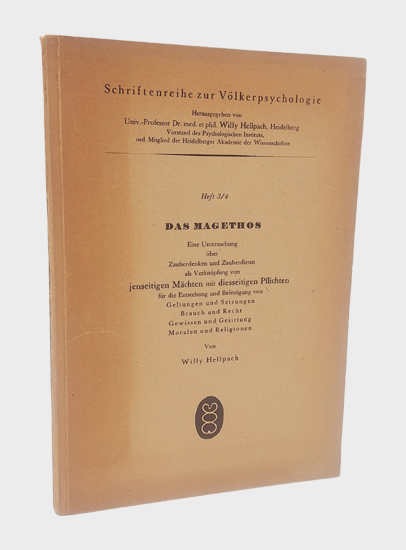 Schriftenreihe zur Völkerpsychologie
Herausgegeben von
Univ.-Professor Dr. med. et phil. Willy Hellpach, Heidelberg
Vorstand des Psychologischen Instituts,
ord. Mitglied der Heidelberger Akademie der Wissenschaften
Heft 3/4
DAS MAGETHOS
Eine Untersuchung
über
Zauberdenken und Zauberdienst
als Verknüpfung von
jenseitigen Mächten mit diesseitigen Pflichten
für die Entstehung und Befestigung von
Geltungen und Setzungen
Brauch und Recht
Gewissen und Gesittung
Moralen und Religionen
Von
Willy Hellpach